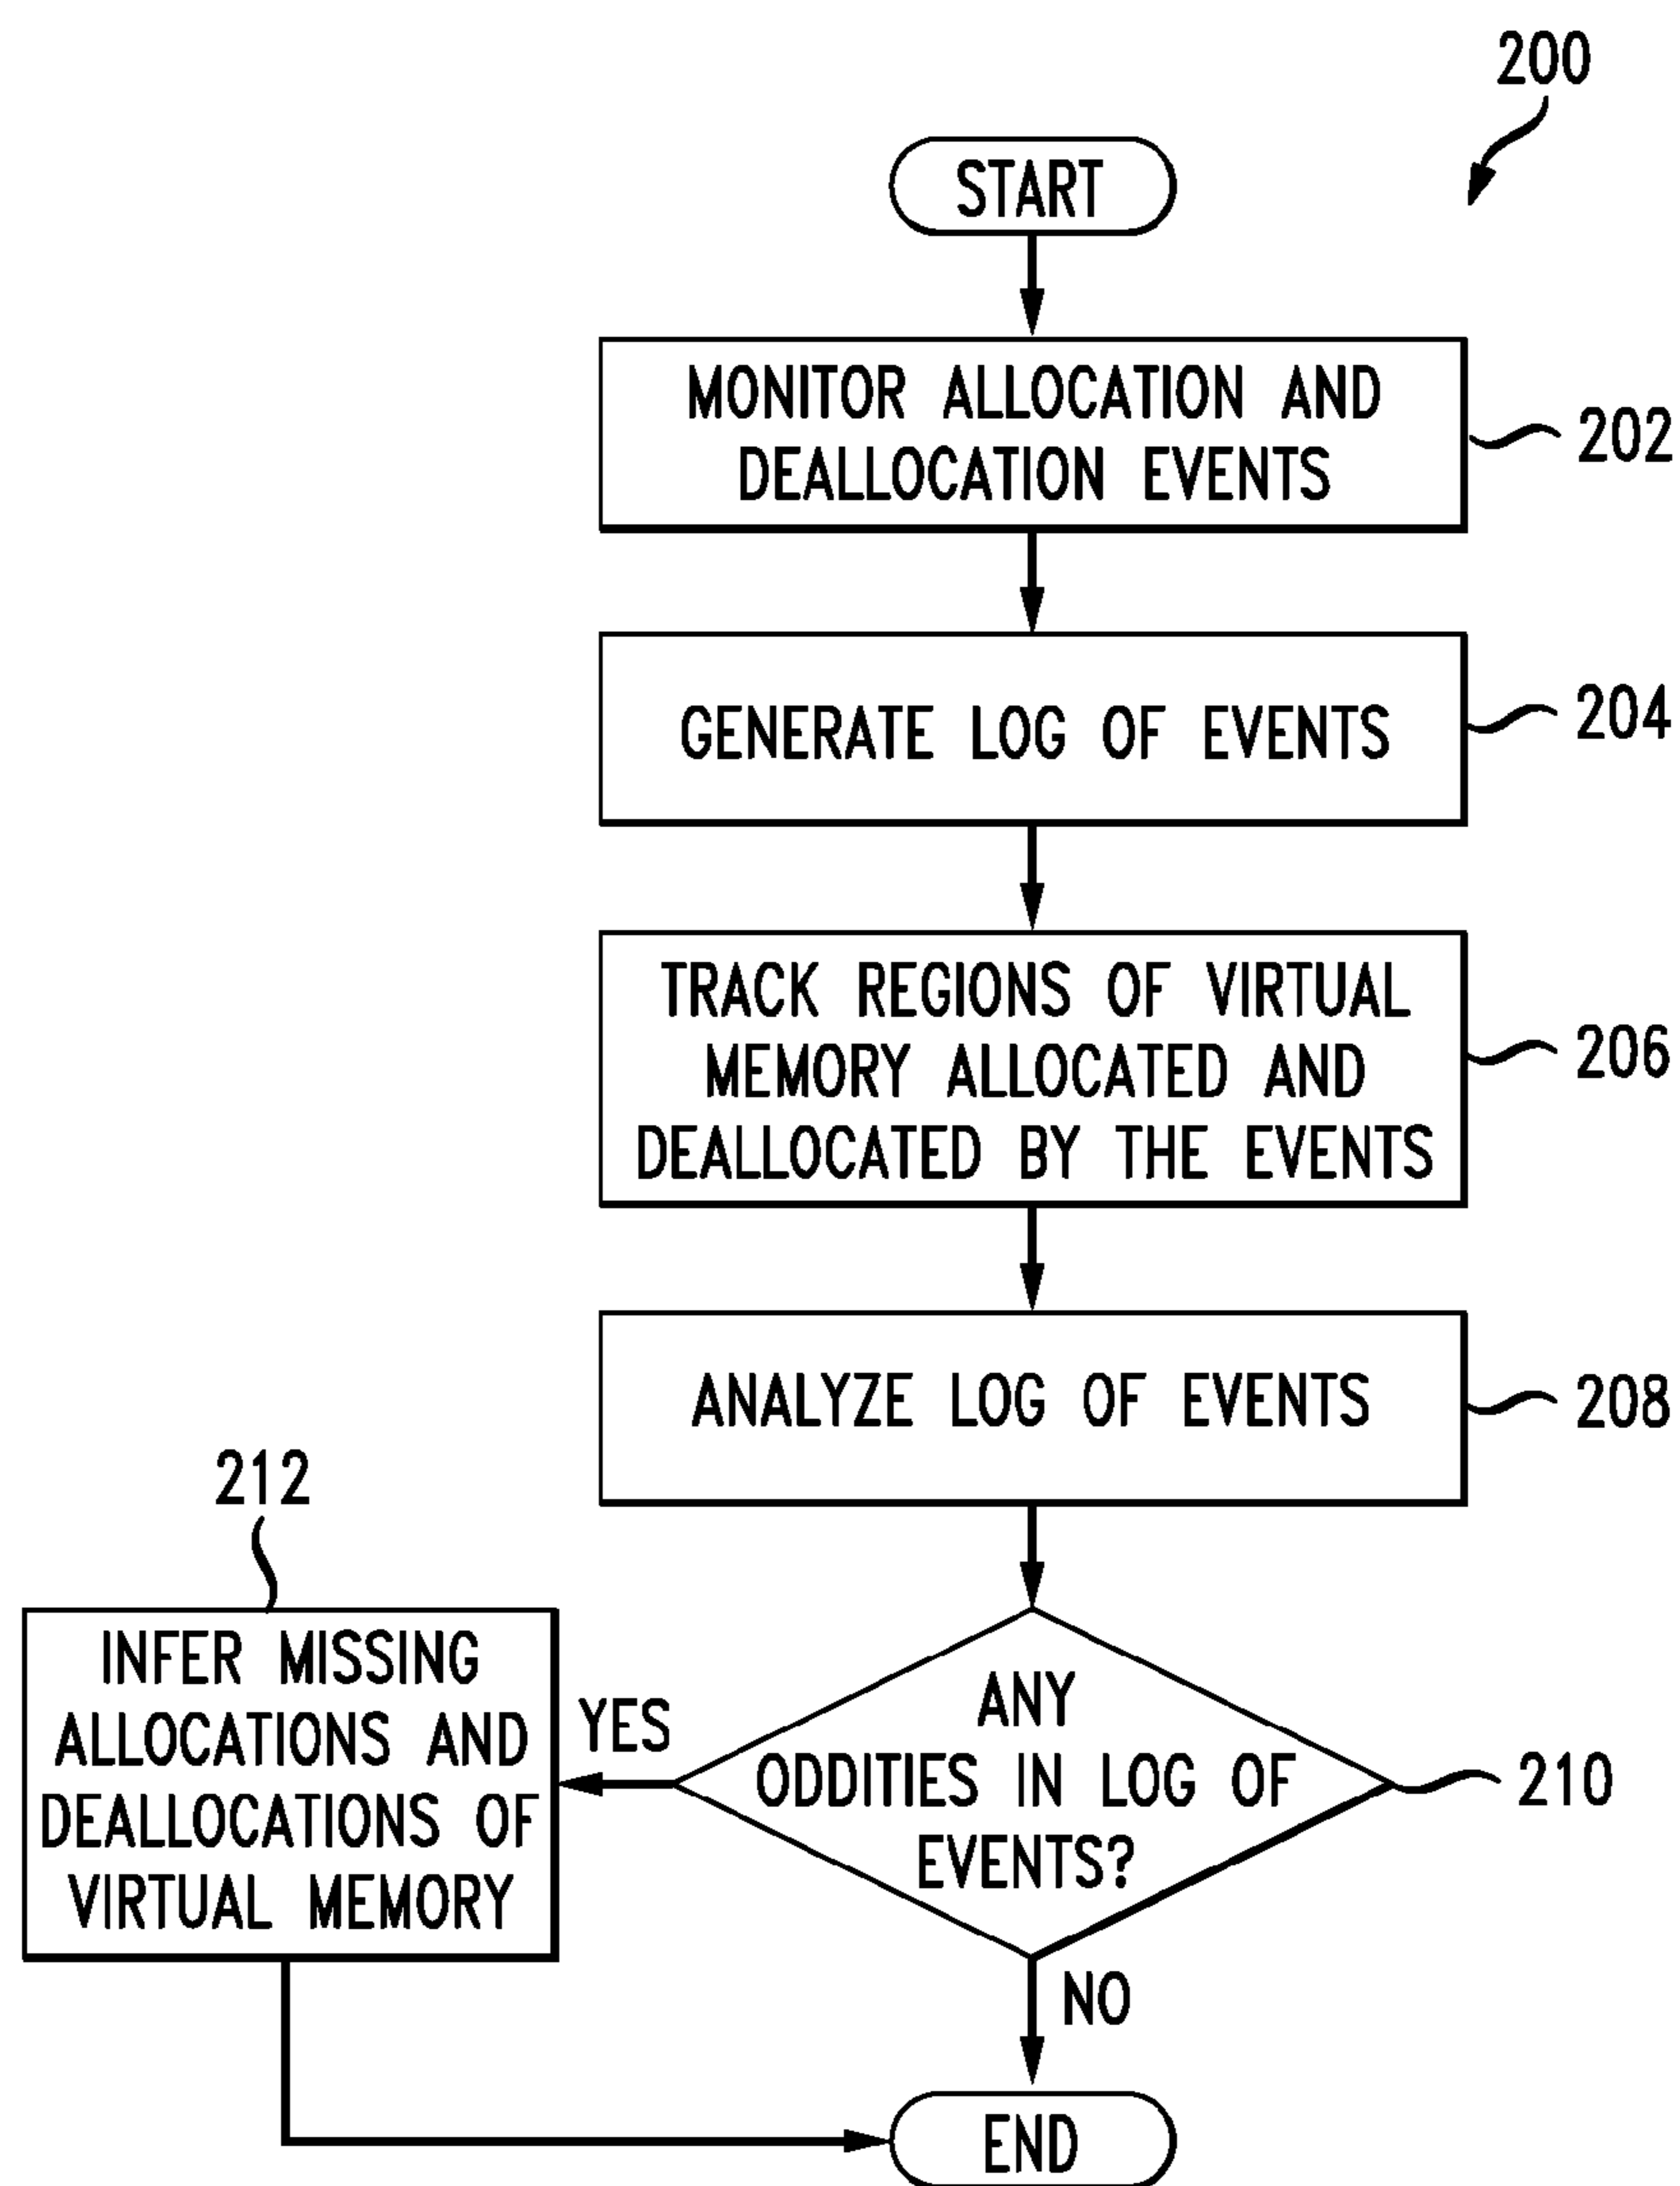 200
START
MONITOR ALLOCATION AND
DEALLOCATION EVENTS
202
GENERATE LOG OF EVENTS
204
TRACK REGIONS OF VIRTUAL
MEMORY ALLOCATED AND
DEALLOCATED BY THE EVENTS
206
ANALYZE LOG OF EVENTS
208
ANY
ODDITIES IN LOG OF
EVENTS?
210
YES
212
INFER MISSING
ALLOCATIONS AND
DEALLOCATIONS OF
VIRTUAL MEMORY
NO
END